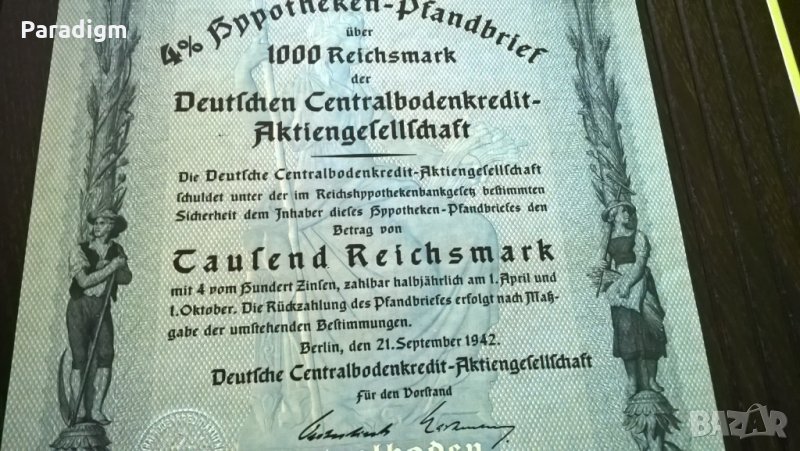 Paradigm
4% Hypotheken-Pfandbrief
über
1000 Reichsmark
der
Deutſchen Centralbodenkredit-
Aktiengeſellſchaft
Die Deutſche Centralbodenkredit-Aktiengeſellſchaft
ſchuldet unter der im Reichshypothekenbankgeſetz beſtimmten
Sicherheit dem Inhaber dieſes Hypotheken-Pfandbriefes den
Betrag von
Tauſend Reichsmark
mit 4 vom Hundert Zinſen, zahlbar halbjährlich am 1. April und
1. Oktober. Die Rückzahlung des Pfandbriefes erfolgt nach Maß-
gabe der umſtehenden Beſtimmungen.
Berlin, den 21. September 1942.
Deutſche Centralbodenkredit-Aktiengeſellſchaft
Für den Vorſtand
BAZAR